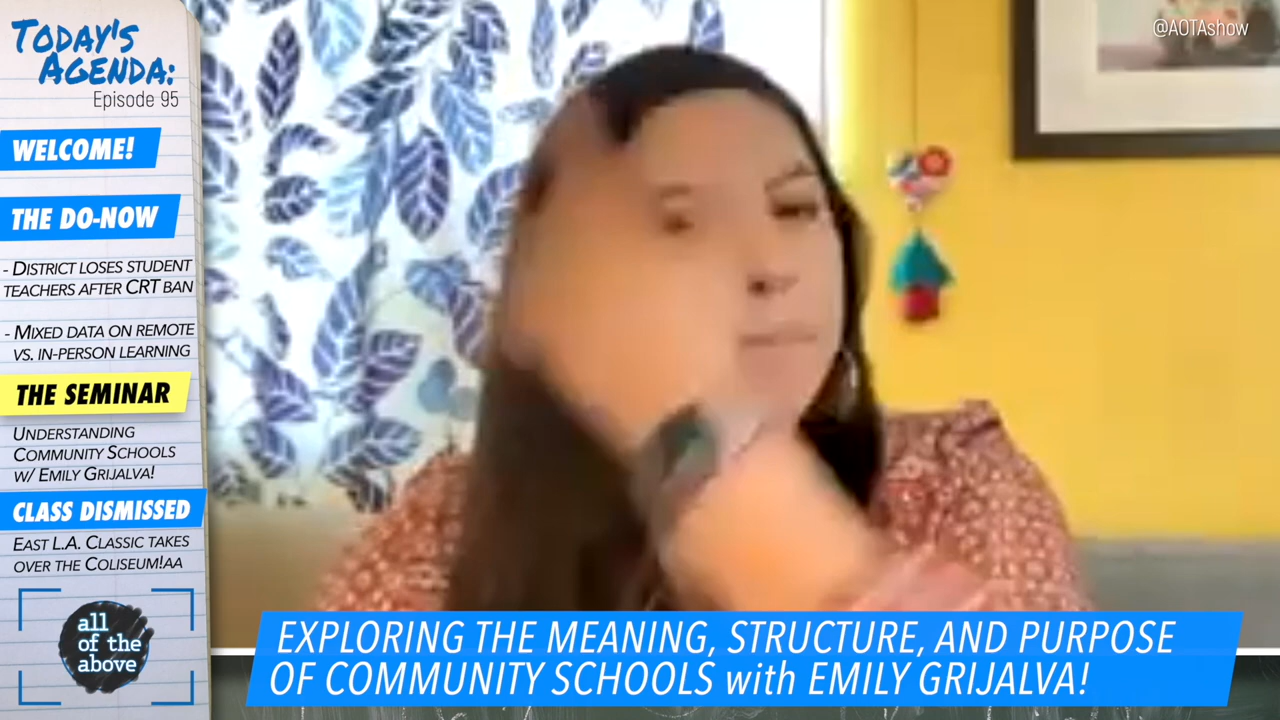 TODAY'S
AGENDA:
Episode 95
WELCOME!
THE DO-NOW
- DISTRICT LOSES STUDENT
TEACHERS AFTER CRT BAN
- MIXED DATA ON REMOTE
VS. IN-PERSON LEARNING
THE SEMINAR
UNDERSTANDING
COMMUNITY SCHOOLS
W/ EMILY GRIJALVA!
CLASS DISMISSED
EAST L.A. CLASSIC TAKES
OVER THE COLISEUM!AA
all
of the
above
@AOTAshow
EXPLORING THE MEANING, STRUCTURE, AND PURPOSE
OF COMMUNITY SCHOOLS with EMILY GRIJALVA!